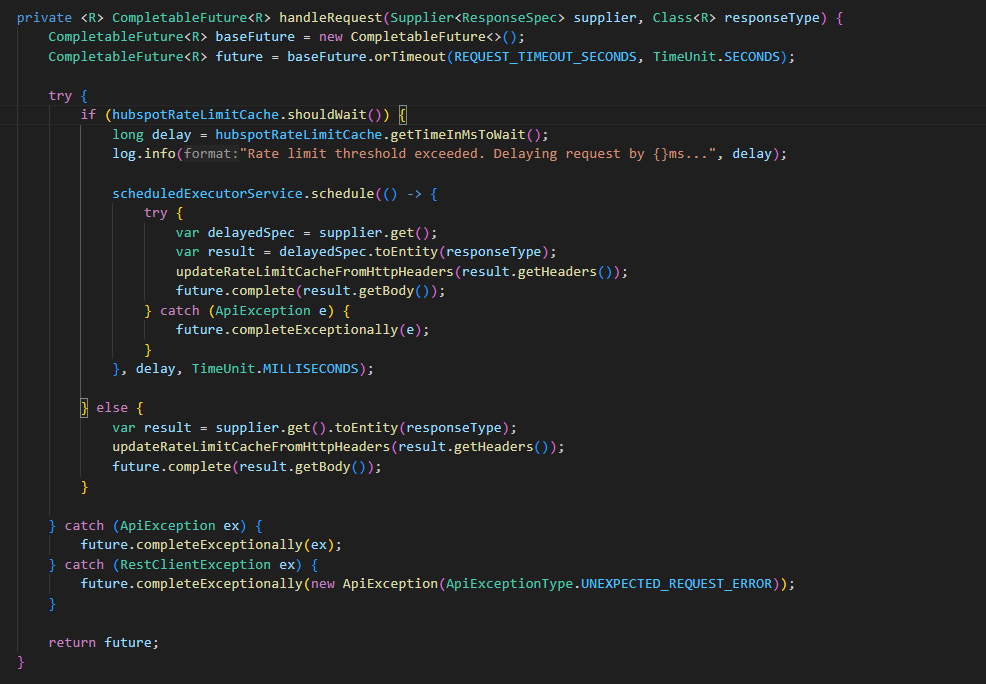 private <R> CompletableFuture<R> handleRequest(Supplier<ResponseSpec> supplier, Class<R> responseType) {
    CompletableFuture<R> baseFuture = new CompletableFuture<>();
    CompletableFuture<R> future = baseFuture.orTimeout(REQUEST_TIMEOUT_SECONDS, TimeUnit.SECONDS);

    try {
        if (hubspotRateLimitCache.shouldWait()) {
            long delay = hubspotRateLimitCache.getTimeInMsToWait();
            log.info(format:"Rate limit threshold exceeded. Delaying request by {}ms...", delay);

            scheduledExecutorService.schedule(() -> {
                try {
                    var delayedSpec = supplier.get();
                    var result = delayedSpec.toEntity(responseType);
                    updateRateLimitCacheFromHttpHeaders(result.getHeaders());
                    future.complete(result.getBody());
                } catch (ApiException e) {
                    future.completeExceptionally(e);
                }
            }, delay, TimeUnit.MILLISECONDS);

        } else {
            var result = supplier.get().toEntity(responseType);
            updateRateLimitCacheFromHttpHeaders(result.getHeaders());
            future.complete(result.getBody());
        }

    } catch (ApiException ex) {
        future.completeExceptionally(ex);
    } catch (RestClientException ex) {
        future.completeExceptionally(new ApiException(ApiExceptionType.UNEXPECTED_REQUEST_ERROR));
    }

    return future;
}